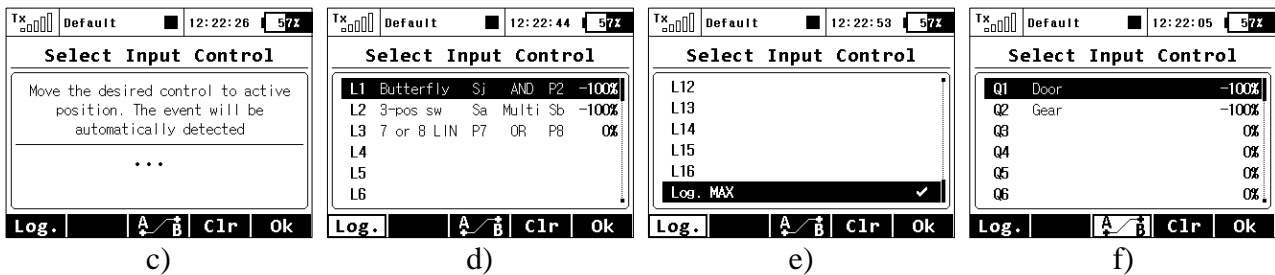 Tx Default 12:22:26 57%
Select Input Control
Move the desired control to active
position. The event will be
automatically detected
...
Log. A B Clr Ok
c)
Tx Default 12:22:44 57%
Select Input Control
L1 Butterfly Sj AND P2 -100%
L2 3-pos sw Sa Multi Sb -100%
L3 7 or 8 LIN P7 OR P8 0%
L4
L5
L6
Log. A B Clr Ok
d)
Tx Default 12:22:53 57%
Select Input Control
L12
L13
L14
L15
L16
Log. MAX ✓
Log. A B Clr Ok
e)
Tx Default 12:22:05 57%
Select Input Control
Q1 Door -100%
Q2 Gear -100%
Q3 0%
Q4 0%
Q5 0%
Q6 0%
Log. A B Clr Ok
f)